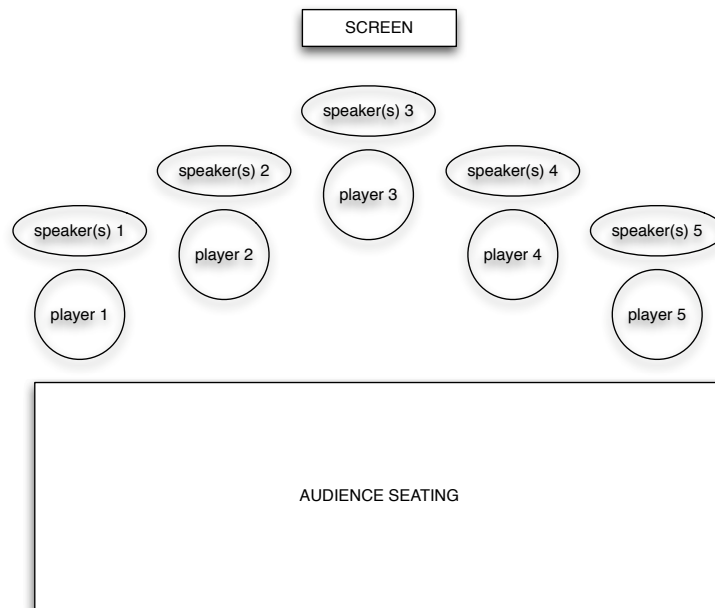 SCREEN
speaker(s) 3
speaker(s) 2
speaker(s) 4
player 3
speaker(s) 1
speaker(s) 5
player 2
player 4
player 1
player 5
AUDIENCE SEATING